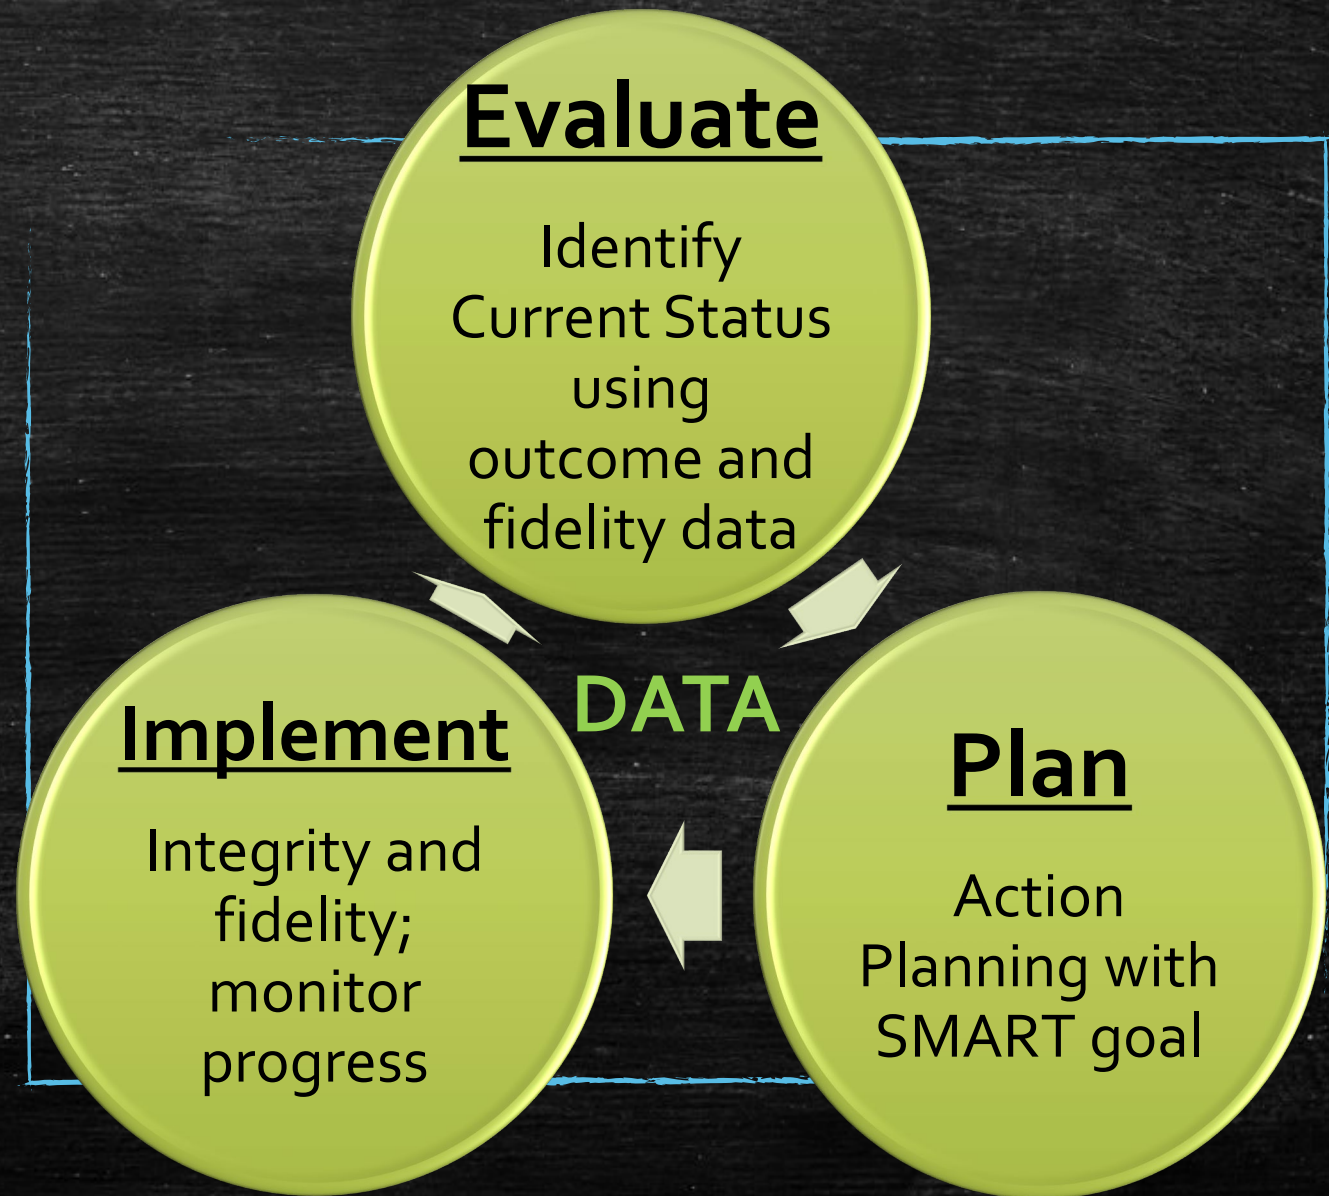 Evaluate
Identify
Current Status
using
outcome and
fidelity data
DATA
Implement
Integrity and
fidelity;
monitor
progress
Plan
Action
Planning with
SMART goal